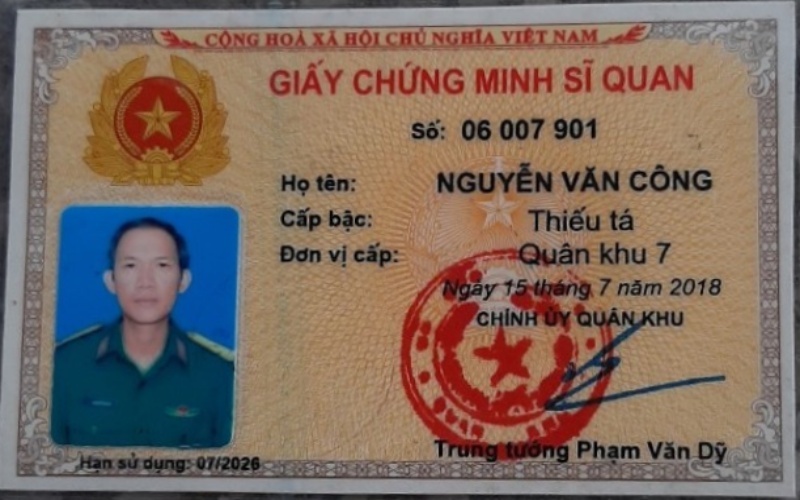 CỘNG HOÀ XÃ HỘI CHỦ NGHĨA VIỆT NAM
GIẤY CHỨNG MINH SĨ QUAN
Số: 06 007 901
Họ tên: NGUYỄN VĂN CÔNG
Cấp bậc: Thiếu tá
Đơn vị cấp: Quân khu 7
Ngày 15 tháng 7 năm 2018
CHÍNH ỦY QUÂN KHU
Trung tướng Phạm Văn Dỹ
Hạn sử dụng: 07/2026